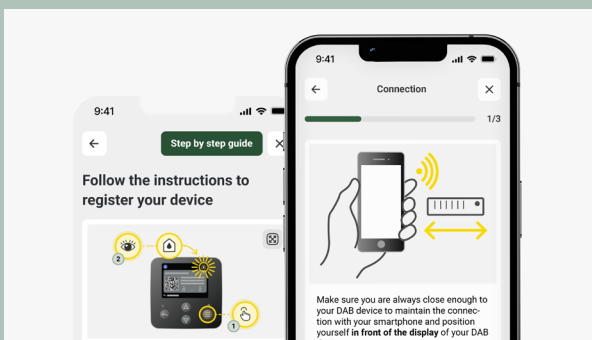 9:41
Step by step guide
Follow the instructions to
register your device
2
1
9:41
Connection
1/3
Make sure you are always close enough to
your DAB device to maintain the connec-
tion with your smartphone and position
yourself in front of the display of your DAB